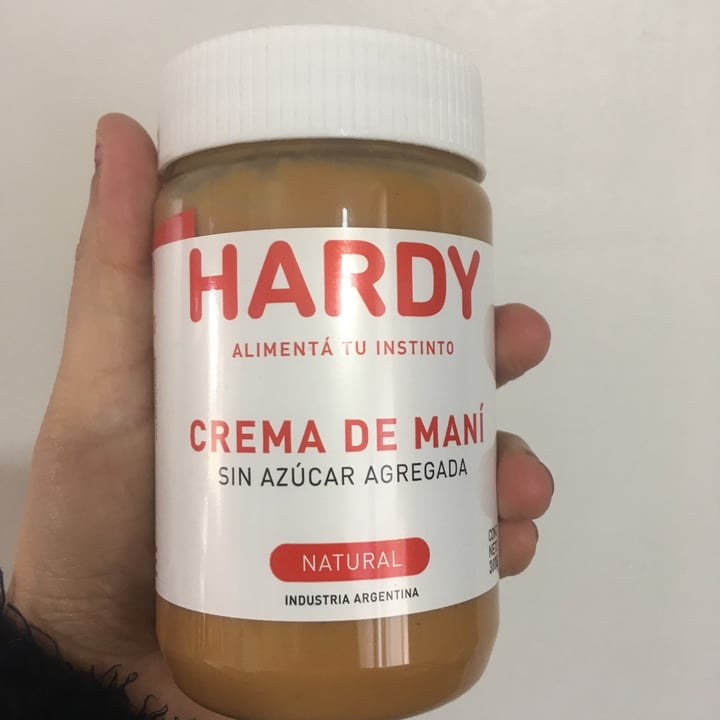 HARDY
ALIMENTÁ TU INSTINTO
CREMA DE MANÍ
SIN AZÚCAR AGREGADA
NATURAL
INDUSTRIA ARGENTINA